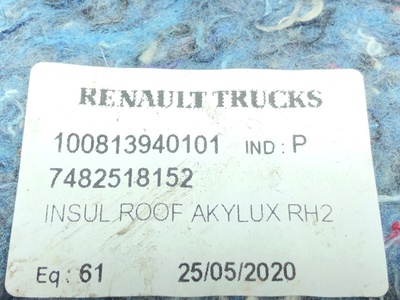 RENAULT TRUCKS
100813940101 IND : P
7482518152
INSUL ROOF AKYLUX RH2
Eq : 61 25/05/2020